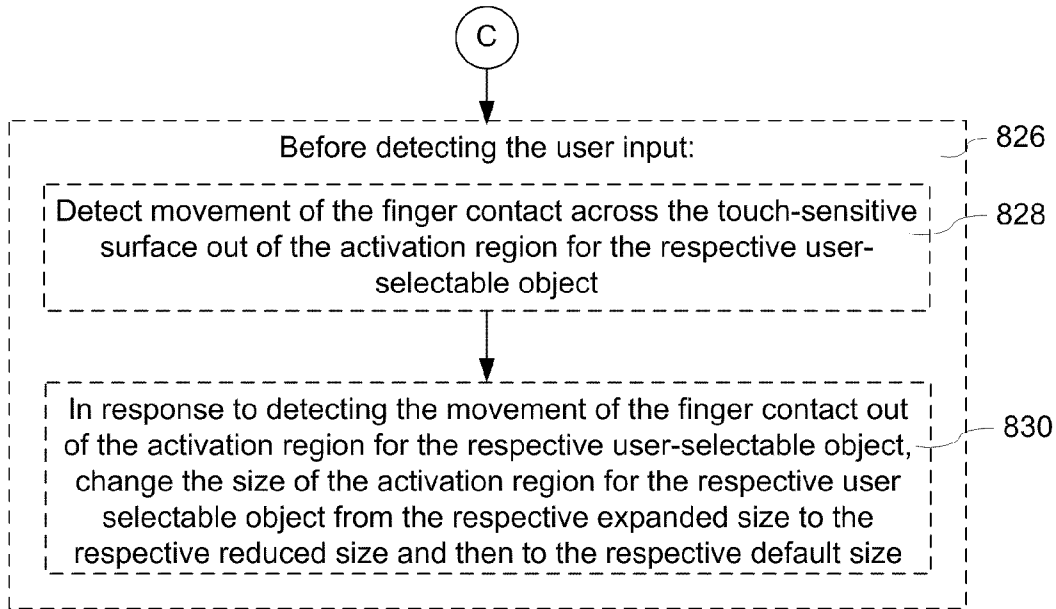 C
Before detecting the user input:
826
Detect movement of the finger contact across the touch-sensitive
surface out of the activation region for the respective user-
selectable object
828
In response to detecting the movement of the finger contact out
of the activation region for the respective user-selectable object,
change the size of the activation region for the respective user
selectable object from the respective expanded size to the
respective reduced size and then to the respective default size
830